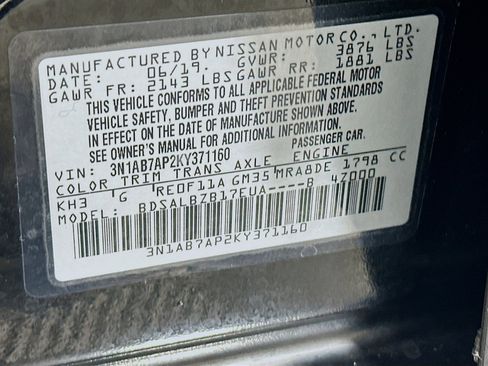 MANUFACTURED BY NISSAN MOTOR CO., LTD.
DATE: 06/19. GVWR: 3876 LBS
GAWR FR: 2143 LBS GAWR RR: 1881 LBS
THIS VEHICLE CONFORMS TO ALL APPLICABLE FEDERAL MOTOR
VEHICLE SAFETY, BUMPER AND THEFT PREVENTION STANDARDS
IN EFFECT ON THE DATE OF MANUFACTURE SHOWN ABOVE.
SEE OWNER'S MANUAL FOR ADDITIONAL INFORMATION.
VIN: 3N1AB7AP2KY371160 PASSENGER CAR.
COLOR TRIM TRANS AXLE ENGINE
KH3 'G 'RE0F11A GM35'MRA8DE 1798 CC
MODEL: BDSALBZB17EUA----B 4Z000
3N1AB7AP2KY371160